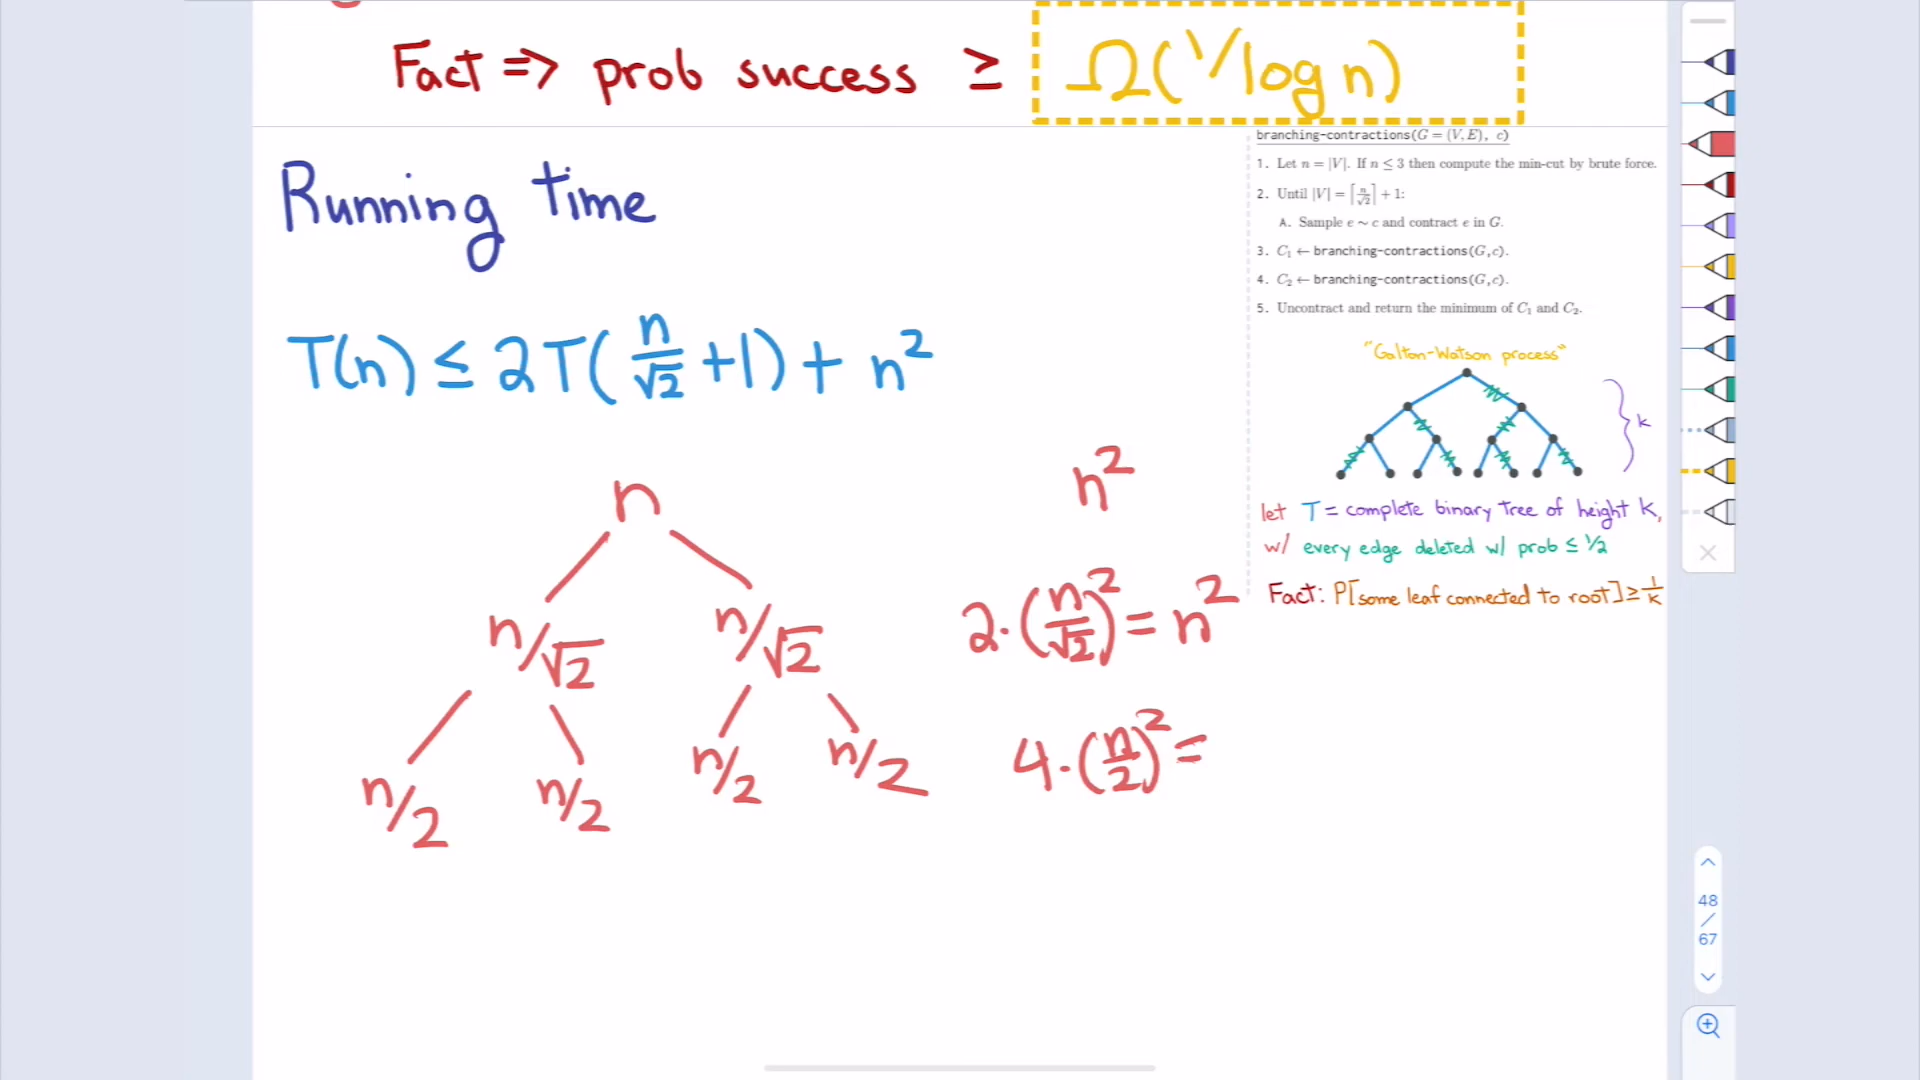 Fact => prob success ≥ Ω(1/log n)
Running time
T(n) ≤ 2T(n/√2 +1) + n²
n
n²
n/√2 n/√2
2·(n/√2)² = n²
n/2 n/2 n/2 n/2
4·(n/2)² =
branching-contractions(G = (V,E), c)
1. Let n = |V|. If n ≤ 3 then compute the min-cut by brute force.
2. Until |V| = ⌈n/√2⌉ + 1:
A. Sample e ~ c and contract e in G.
3. C₁ ← branching-contractions(G,c).
4. C₂ ← branching-contractions(G,c).
5. Uncontract and return the minimum of C₁ and C₂.
"Galton-Watson process"
k
let T = complete binary tree of height k,
w/ every edge deleted w/ prob ≤ 1/2
Fact: P[some leaf connected to root] ≥ 1/k
48
/
67